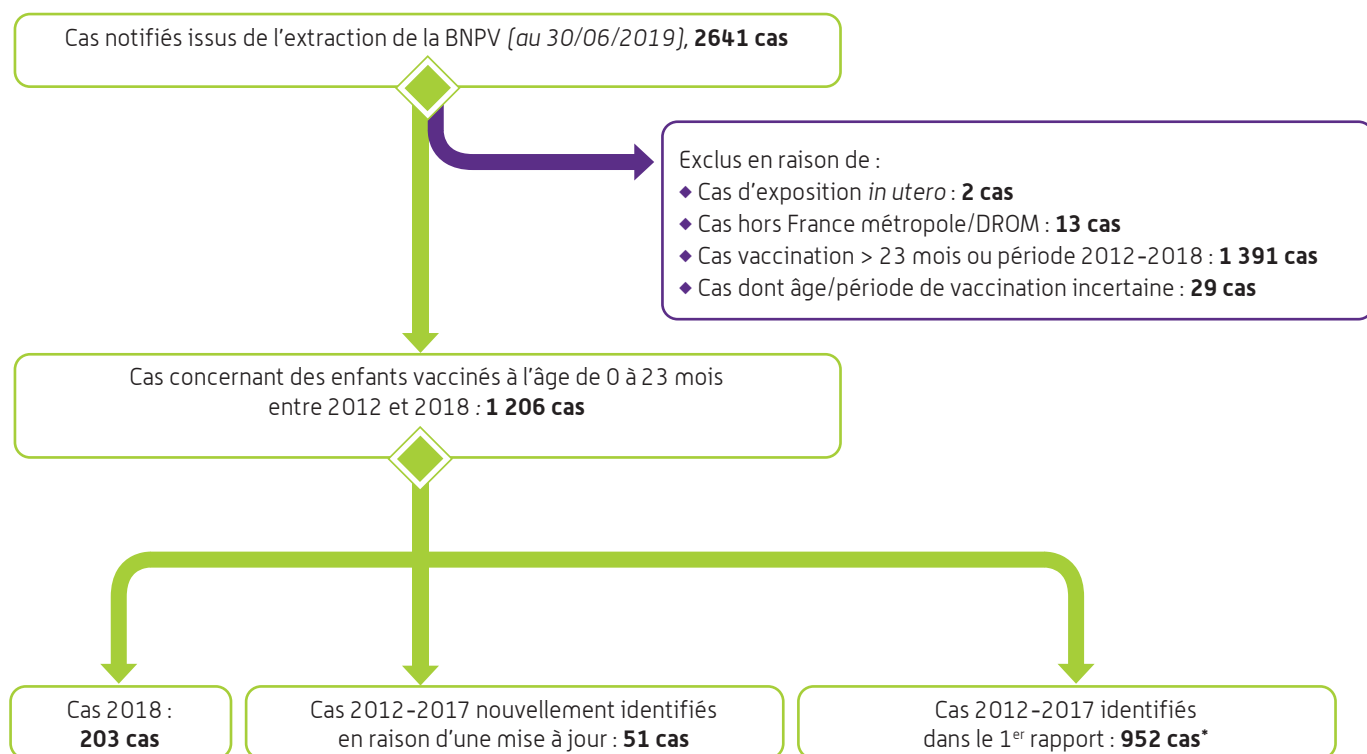 Cas notifiés issus de l'extraction de la BNPV (au 30/06/2019), 2641 cas
Exclus en raison de :
◆ Cas d'exposition in utero : 2 cas
◆ Cas hors France métropole/DROM : 13 cas
◆ Cas vaccination > 23 mois ou période 2012-2018 : 1 391 cas
◆ Cas dont âge/période de vaccination incertaine : 29 cas
Cas concernant des enfants vaccinés à l'âge de 0 à 23 mois
entre 2012 et 2018 : 1 206 cas
Cas 2018 :
203 cas
Cas 2012-2017 nouvellement identifiés
en raison d'une mise à jour : 51 cas
Cas 2012-2017 identifiés
dans le 1er rapport : 952 cas*